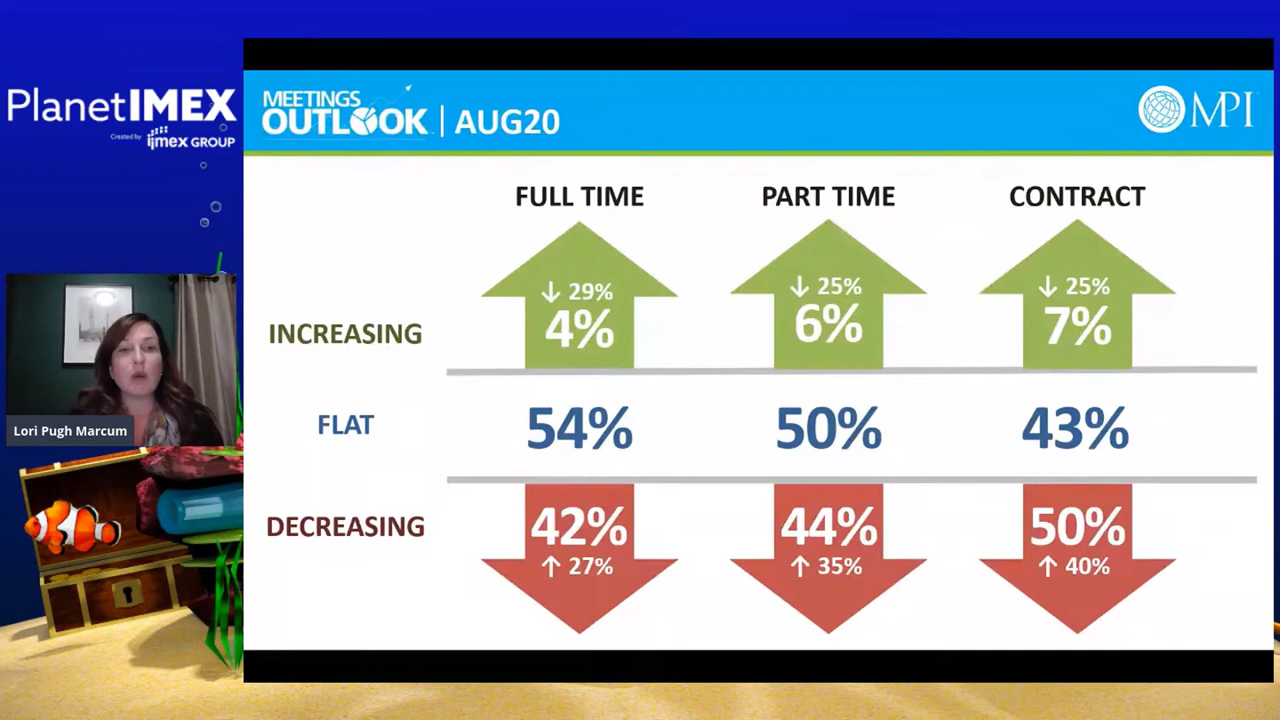 PlanetIMEX
Created by imex GROUP
MEETINGS
OUTLOOK | AUG20
MPI
FULL TIME PART TIME CONTRACT
↓ 29% ↓ 25% ↓ 25%
INCREASING 4% 6% 7%
FLAT 54% 50% 43%
DECREASING 42% 44% 50%
↑ 27% ↑ 35% ↑ 40%
Lori Pugh Marcum